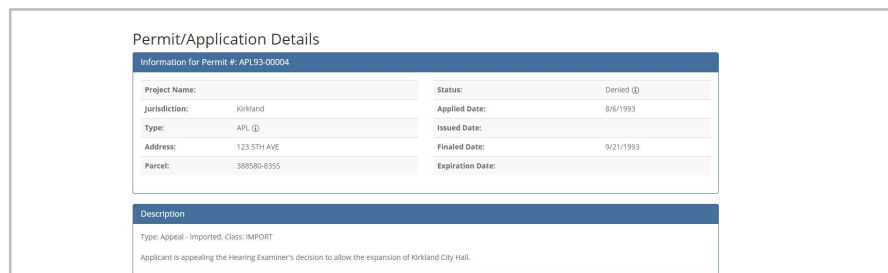 Permit/Application Details
Information for Permit #: APL93-00004
Project Name:
Status: Denied
Jurisdiction: Kirkland
Applied Date: 8/6/1993
Type: APL
Issued Date:
Address: 123 5TH AVE
Finaled Date: 9/21/1993
Parcel: 388580-8355
Expiration Date:
Description
Type: Appeal - Imported, Class: IMPORT
Applicant is appealing the Hearing Examiner's decision to allow the expansion of Kirkland City Hall.